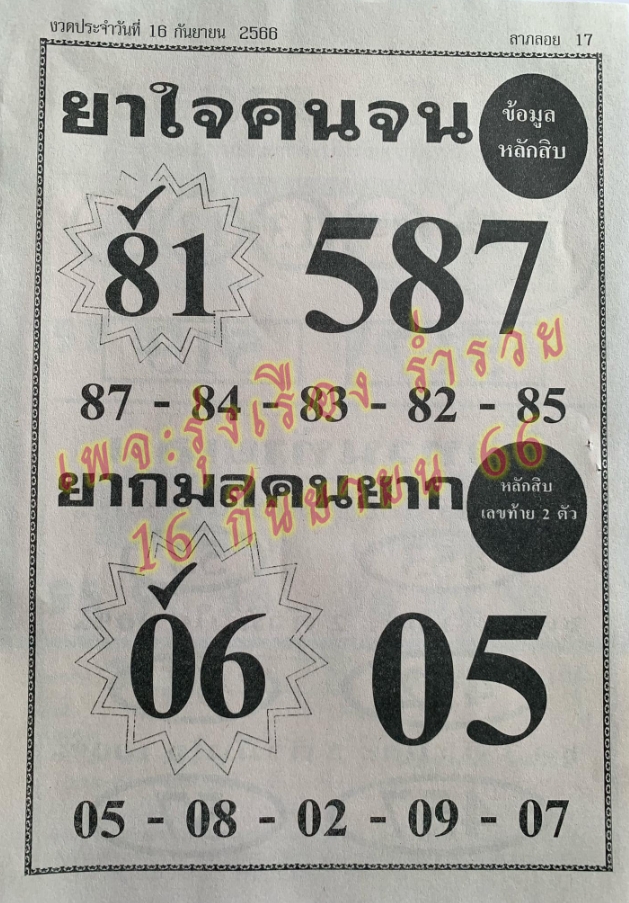 งวดประจำวันที่ 16 กันยายน 2566
ลาภลอย 17
ยาใจคนจน
ข้อมูล
หลักสิบ
81 587
87 - 84 - 83 - 82 - 85
เพจ:รุ่งเรือง ร่ำรวย
16 กันยายน 66
ยากมสคนยาก
หลักสิบ
เลขท้าย 2 ตัว
06 05
05 - 08 - 02 - 09 - 07